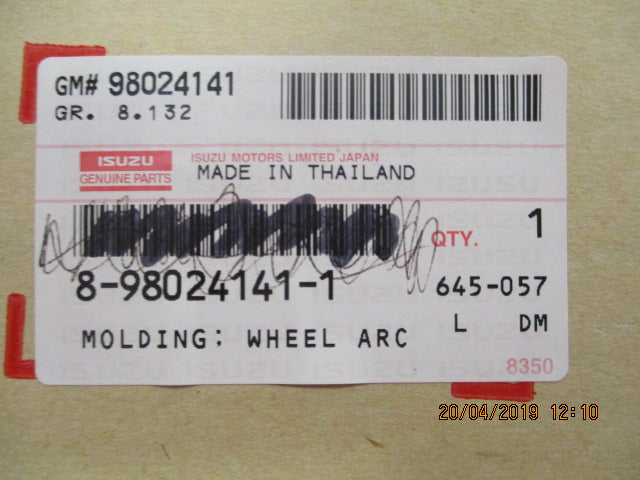 GM# 98024141
GR. 8.132
ISUZU
GENUINE PARTS
ISUZU MOTORS LIMITED JAPAN
MADE IN THAILAND
QTY. 1
8-98024141-1
645-057
L DM
MOLDING; WHEEL ARC
8350
20/04/2019 12:10